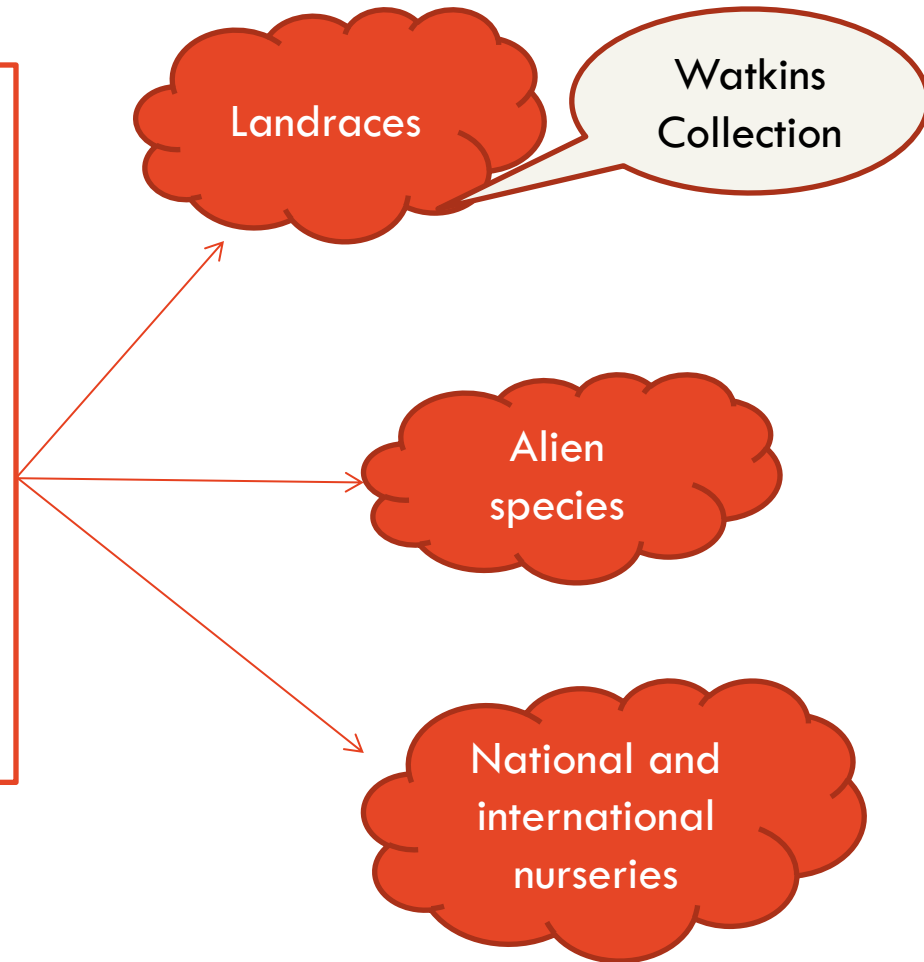 Landraces
Watkins
Collection
Alien
species
National and
international
nurseries